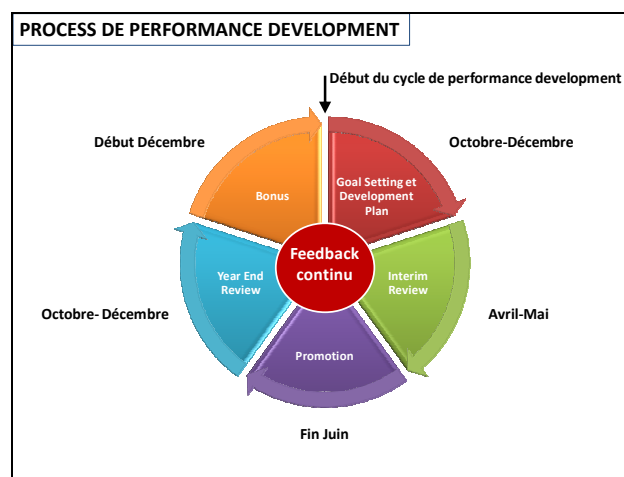 PROCESS DE PERFORMANCE DEVELOPMENT
Début du cycle de performance development
Début Décembre
Octobre-Décembre
Bonus
Goal Setting et
Development
Plan
Feedback
continu
Year End
Review
Interim
Review
Octobre- Décembre
Avril-Mai
Promotion
Fin Juin